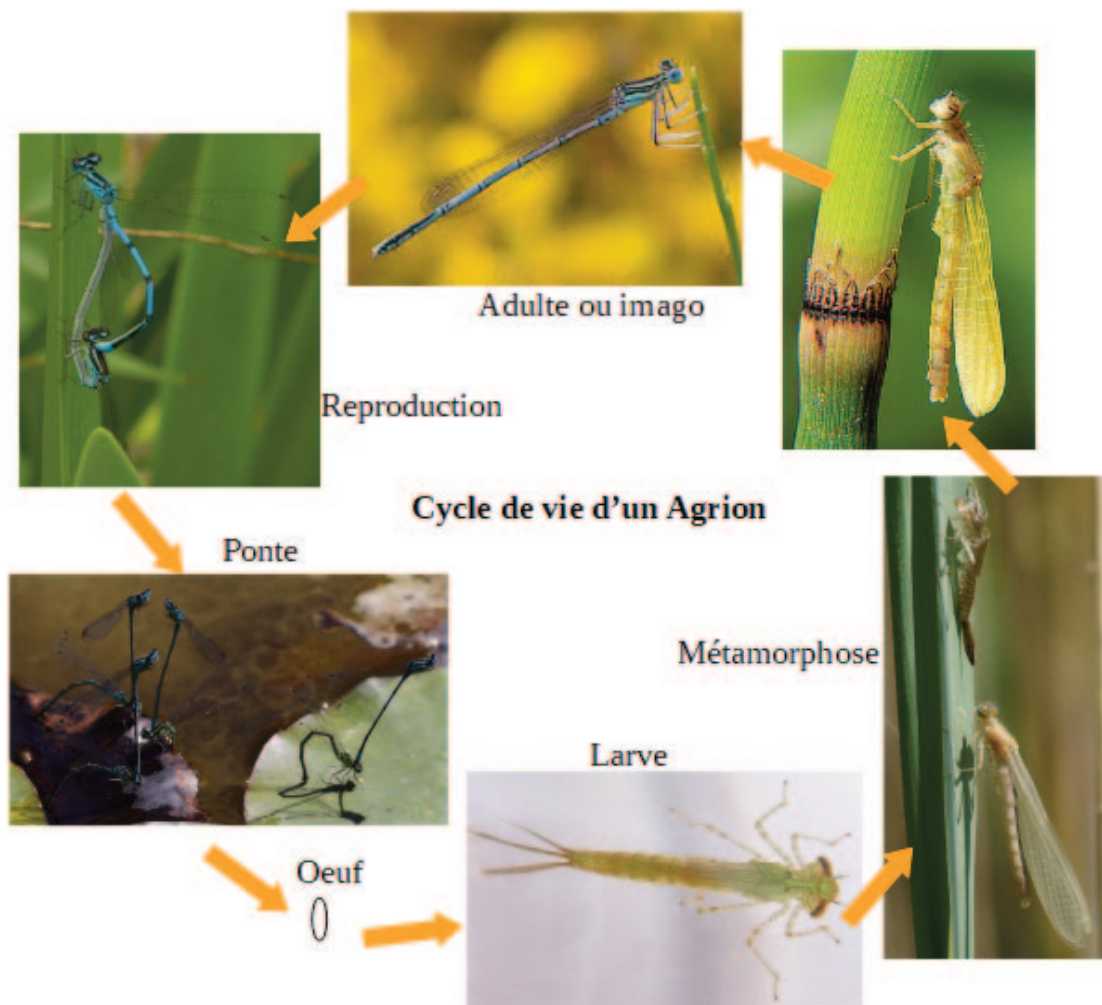 Adulte ou imago
Reproduction
Cycle de vie d'un Agrion
Ponte
Métamorphose
Larve
Oeuf